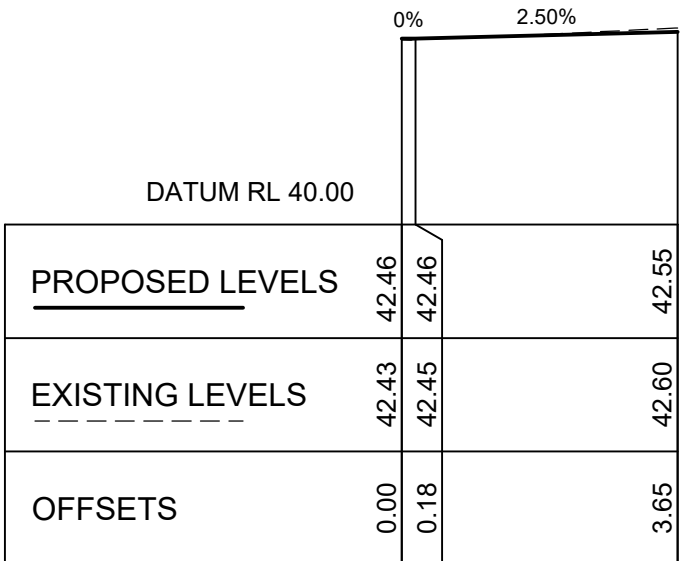 0% 2.50%
DATUM RL 40.00
PROPOSED LEVELS 42.46 42.46 42.55
EXISTING LEVELS 42.43 42.45 42.60
OFFSETS 0.00 0.18 3.65